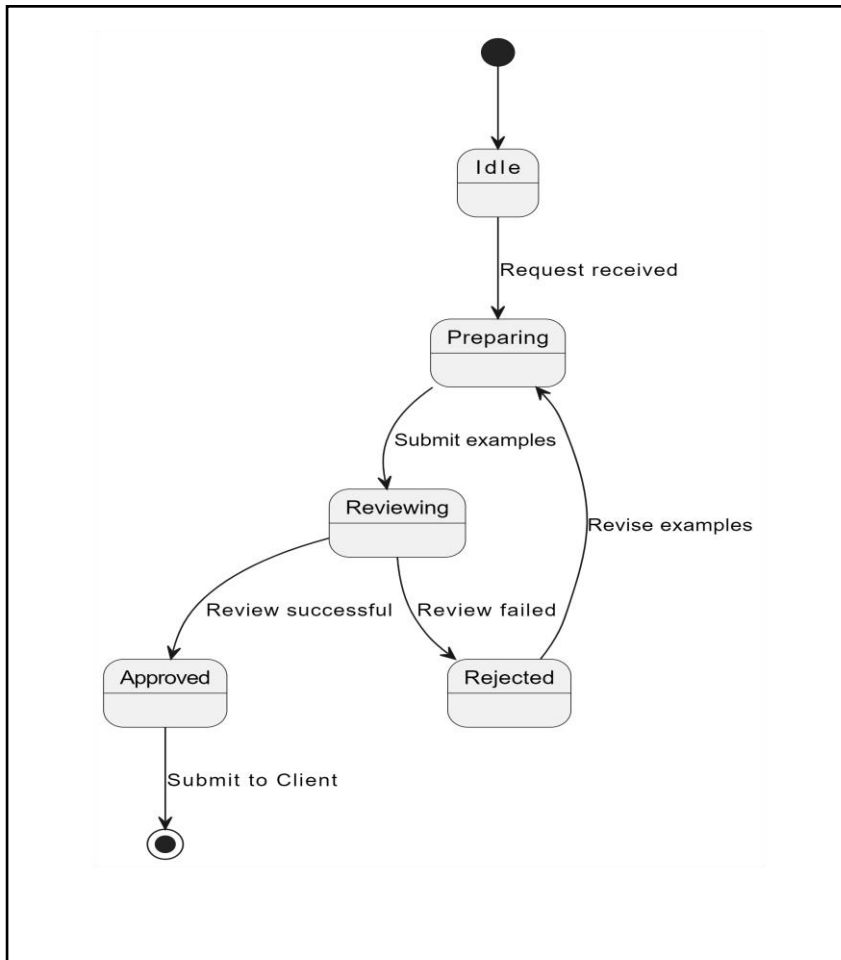 Idle
Request received
Preparing
Submit examples
Reviewing
Revise examples
Review successful
Review failed
Approved
Rejected
Submit to Client